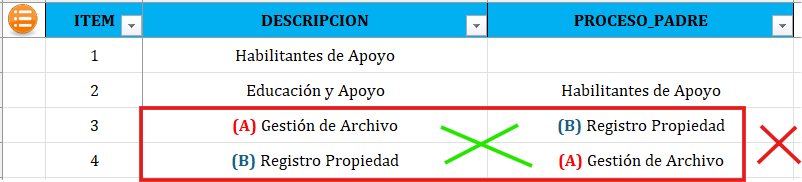 ITEM DESCRIPCION PROCESO_PADRE
1 Habilitantes de Apoyo
2 Educación y Apoyo Habilitantes de Apoyo
3 (A) Gestión de Archivo (B) Registro Propiedad
4 (B) Registro Propiedad (A) Gestión de Archivo